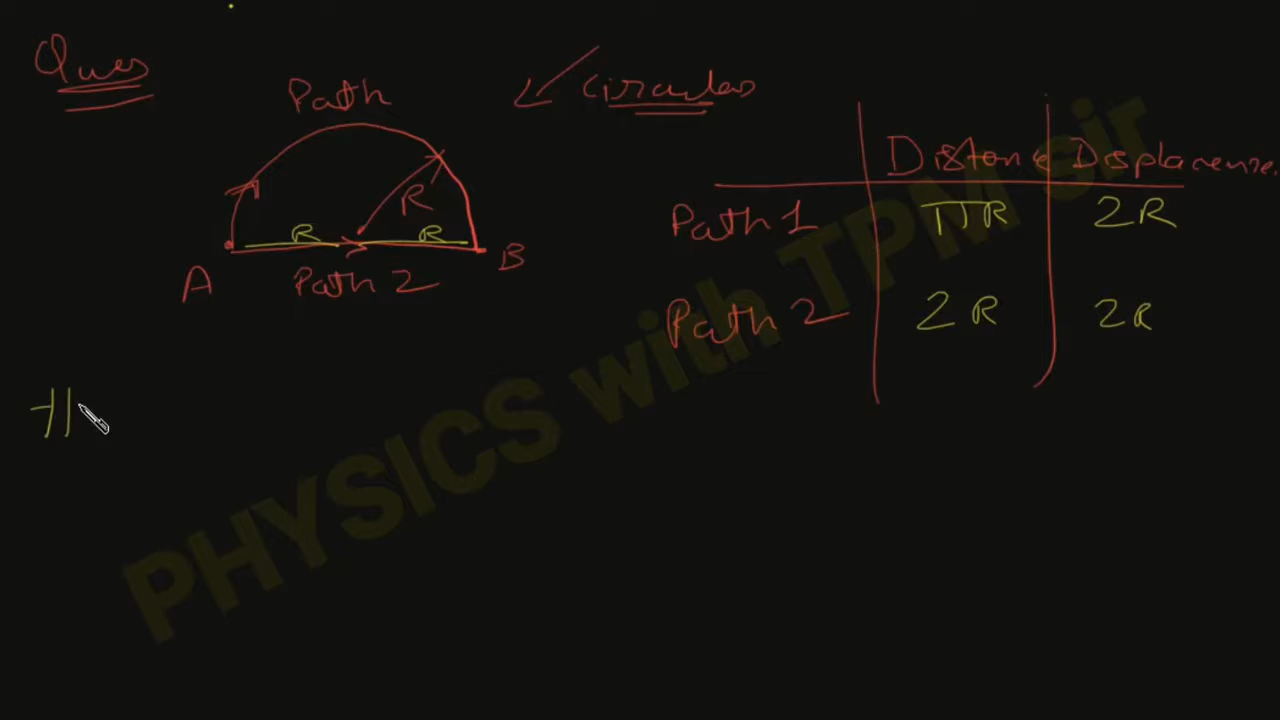 Ques
Path
Circular
R
R R
A B
Path 2
Distance Displacement
Path 1 πR 2R
Path 2 2R 2R
PHYSICS with TPM sir